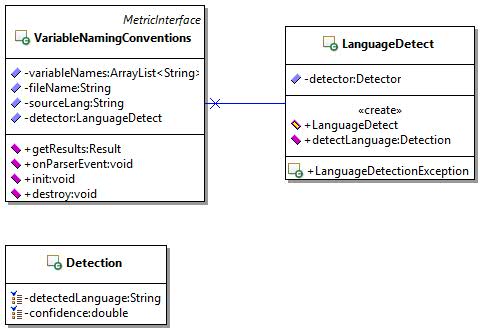 MetricInterface
VariableNamingConventions
-variableNames:ArrayList<String>
-fileName:String
-sourceLang:String
-detector:LanguageDetect
+getResults:Result
+onParserEvent:void
+init:void
+destroy:void
LanguageDetect
-detector:Detector
«create»
+LanguageDetect
+detectLanguage:Detection
+LanguageDetectionException
Detection
-detectedLanguage:String
-confidence:double